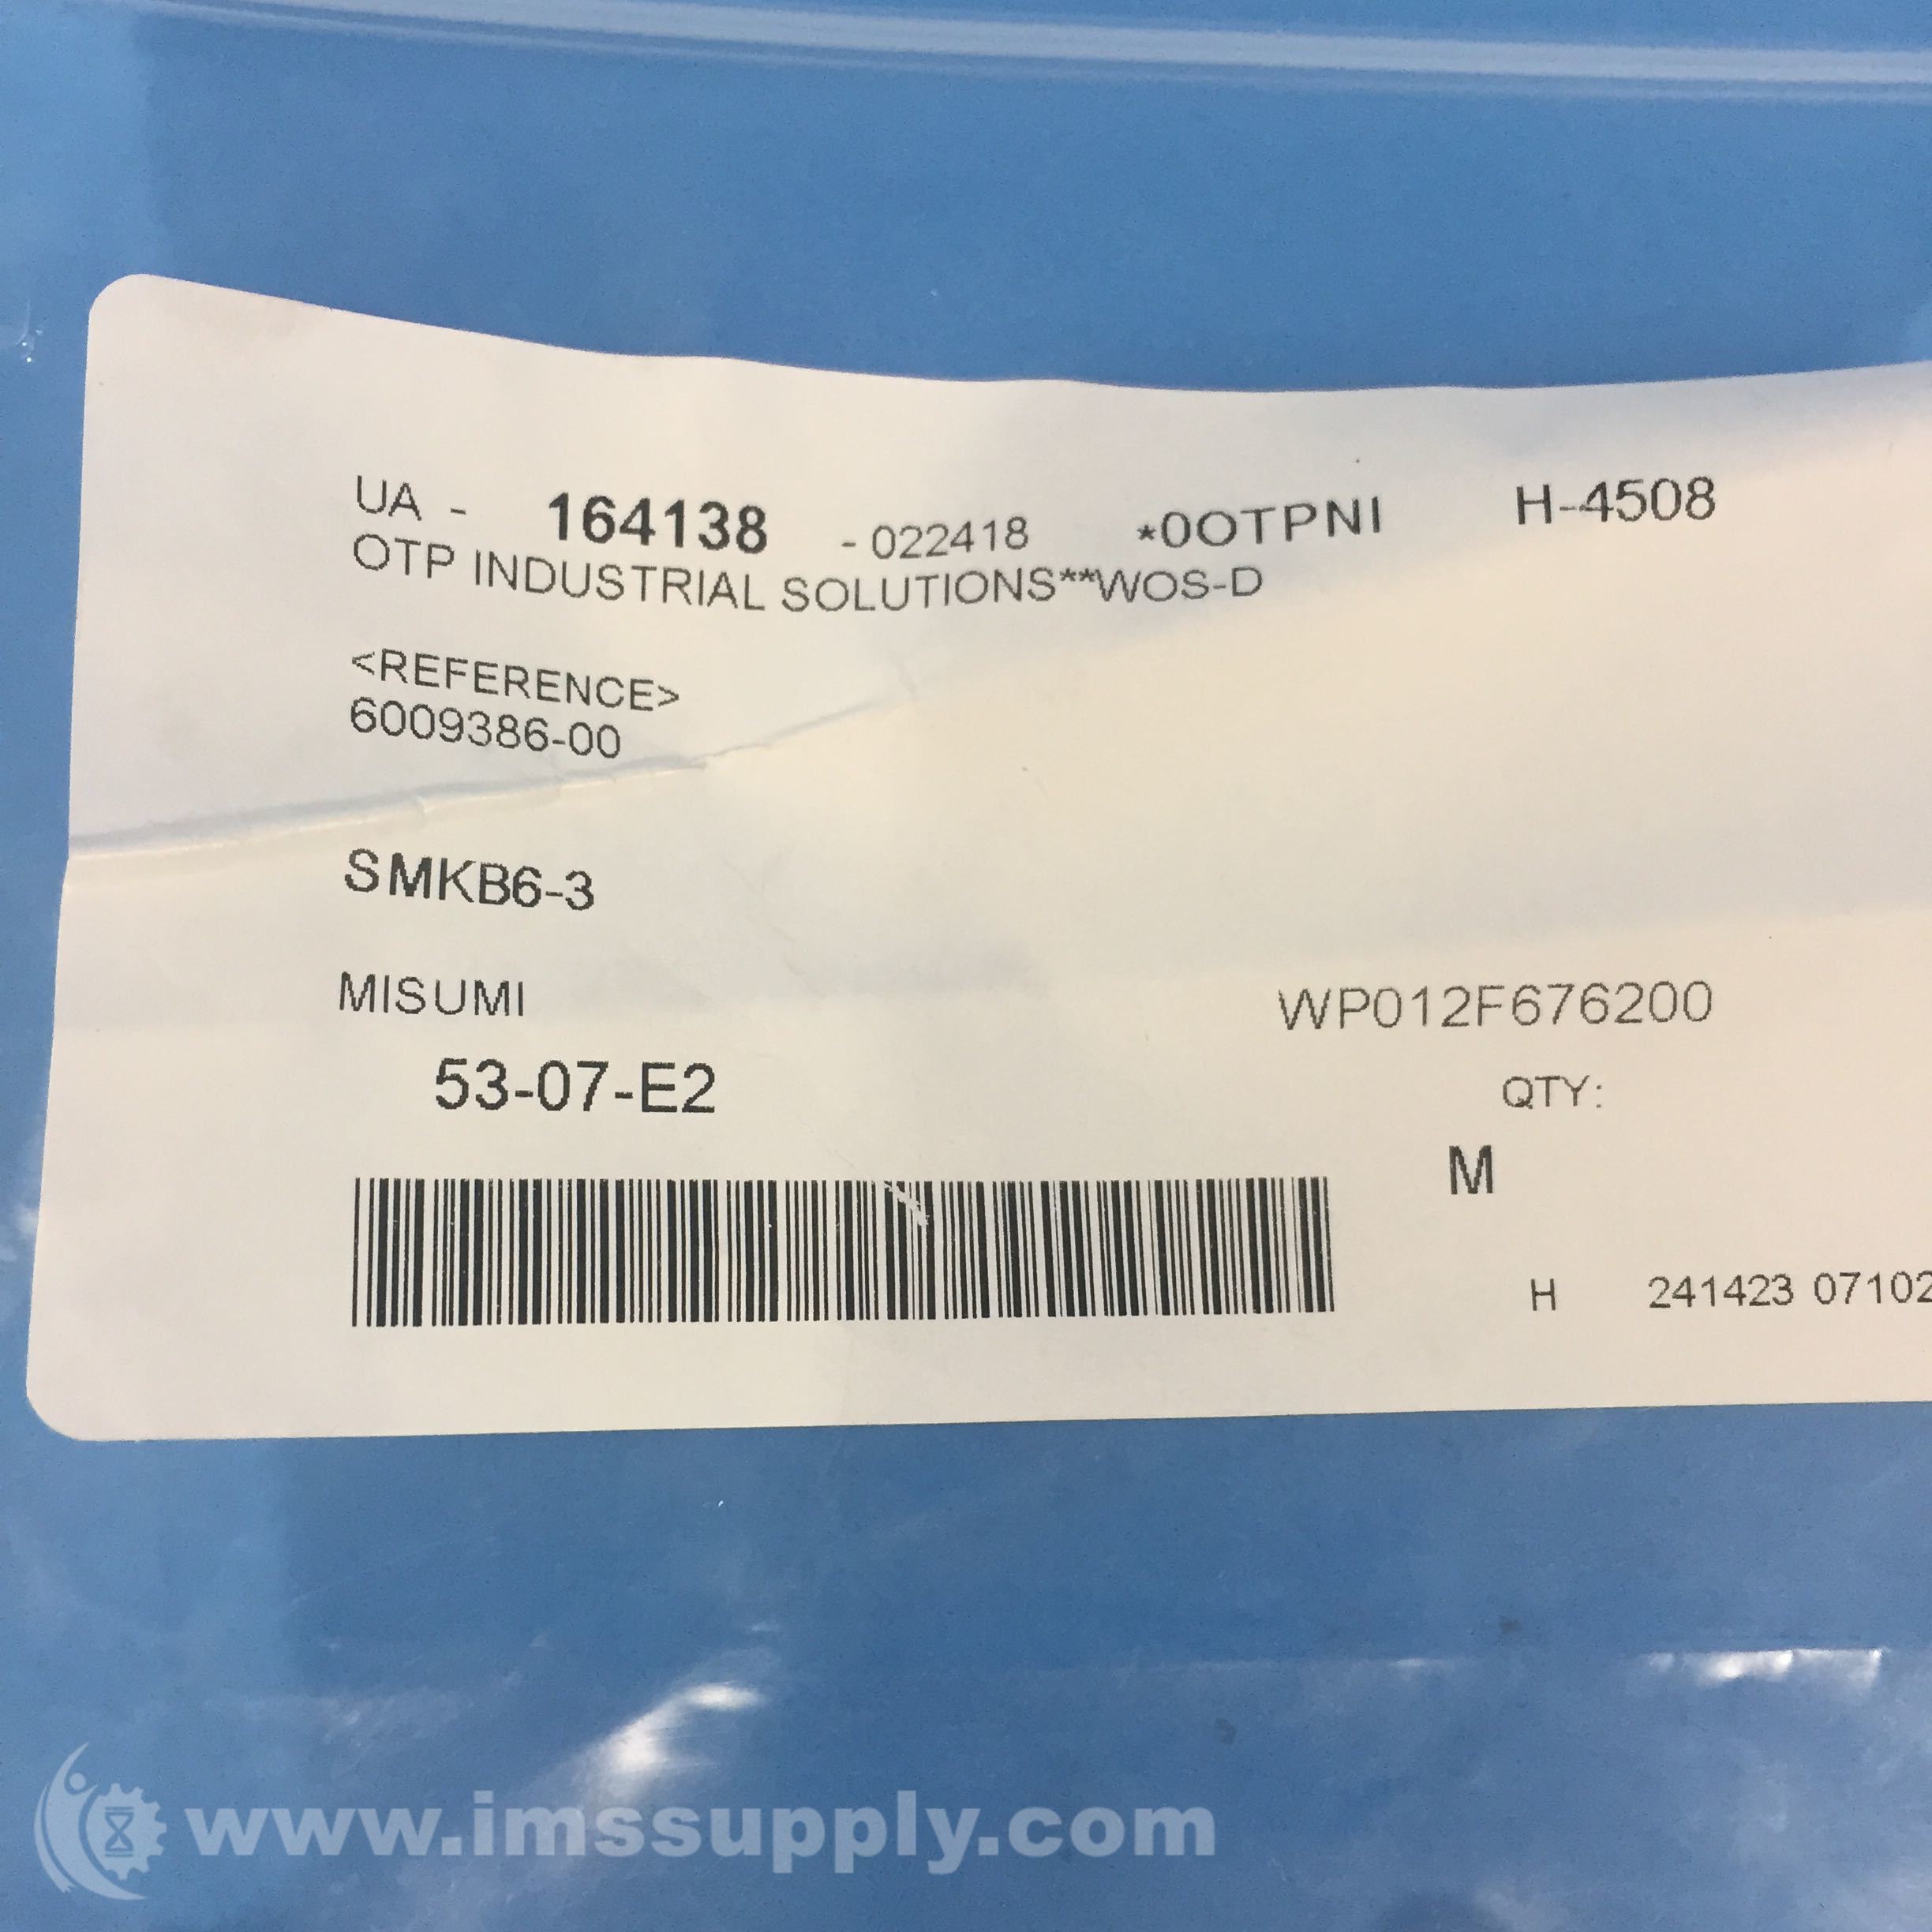 UA - 164138 - 022418 *0OTPNI H-4508
OTP INDUSTRIAL SOLUTIONS**WOS-D
<REFERENCE>
6009386-00
SMKB6-3
MISUMI WP012F676200
53-07-E2 QTY:
M
H 241423 07102
www.imssupply.com